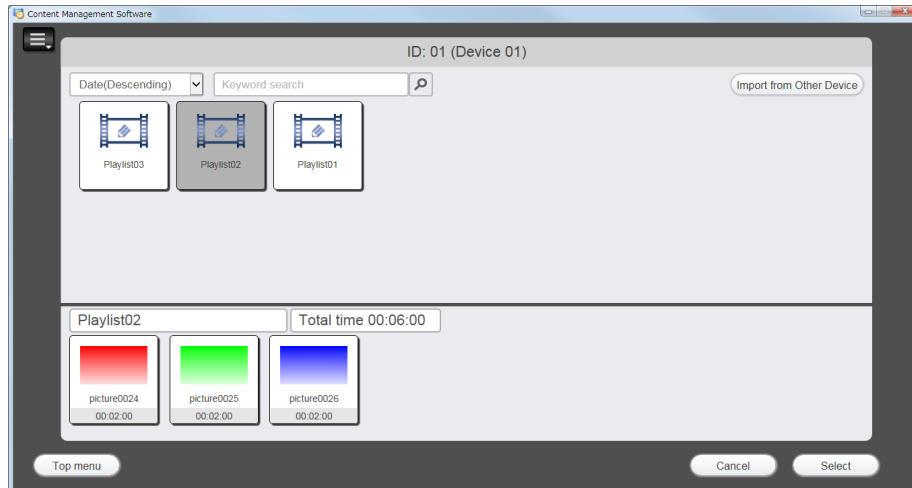 Content Management Software
ID: 01 (Device 01)
Date(Descending)
Keyword search
Import from Other Device
Playlist03
Playlist02
Playlist01
Playlist02
Total time 00:06:00
picture0024
picture0025
picture0026
00:02:00
00:02:00
00:02:00
Top menu
Cancel
Select